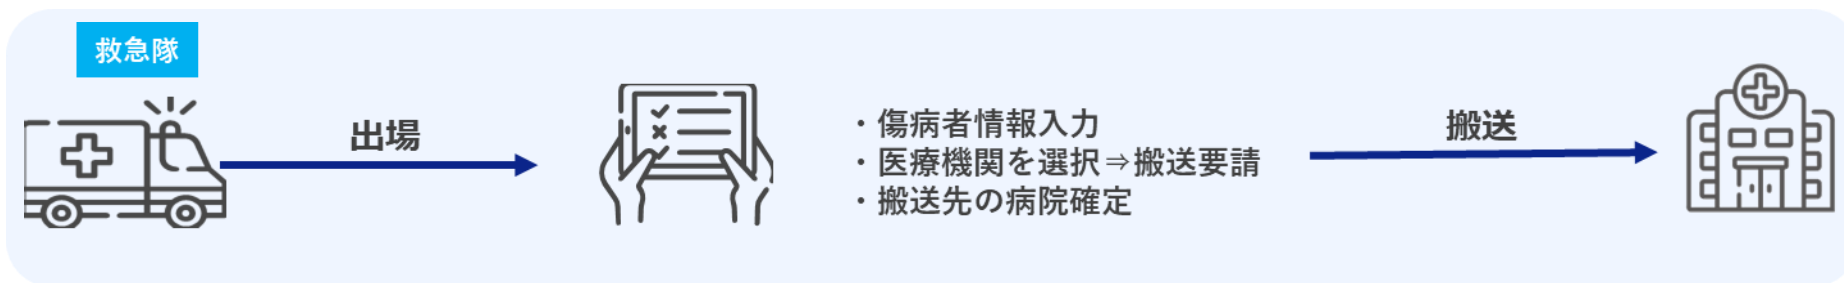 救急隊
出場
・傷病者情報入力
・医療機関を選択⇒搬送要請
・搬送先の病院確定
搬送